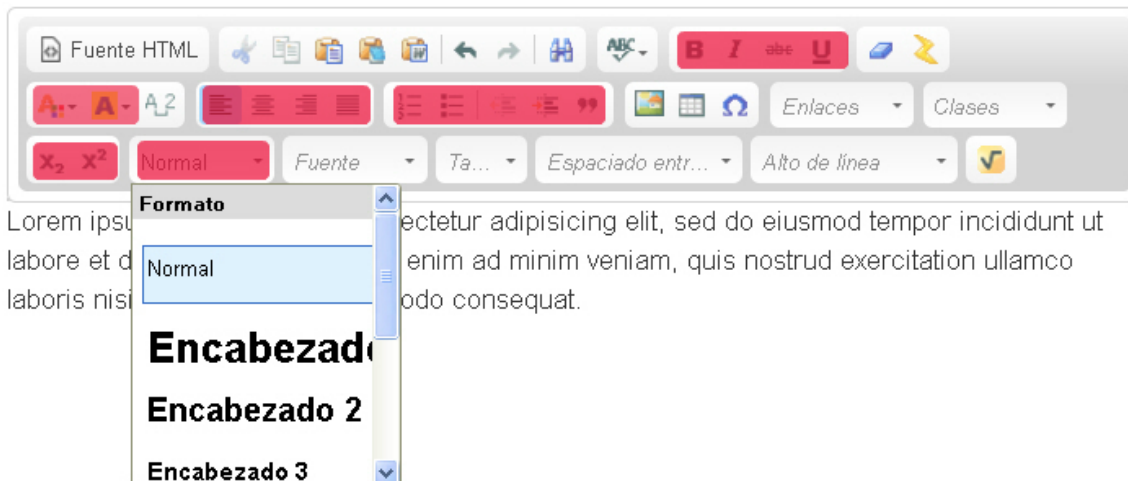 Fuente HTML ABC B I abc U
A A A2 Ω Enlaces Clases
x₂ x² Normal Fuente Ta... Espaciado entr... Alto de línea √
Formato
Normal
Encabezado
Encabezado 2
Encabezado 3
Lorem ipsu ectetur adipisicing elit, sed do eiusmod tempor incididunt ut
labore et d enim ad minim veniam, quis nostrud exercitation ullamco
laboris nisi odo consequat.